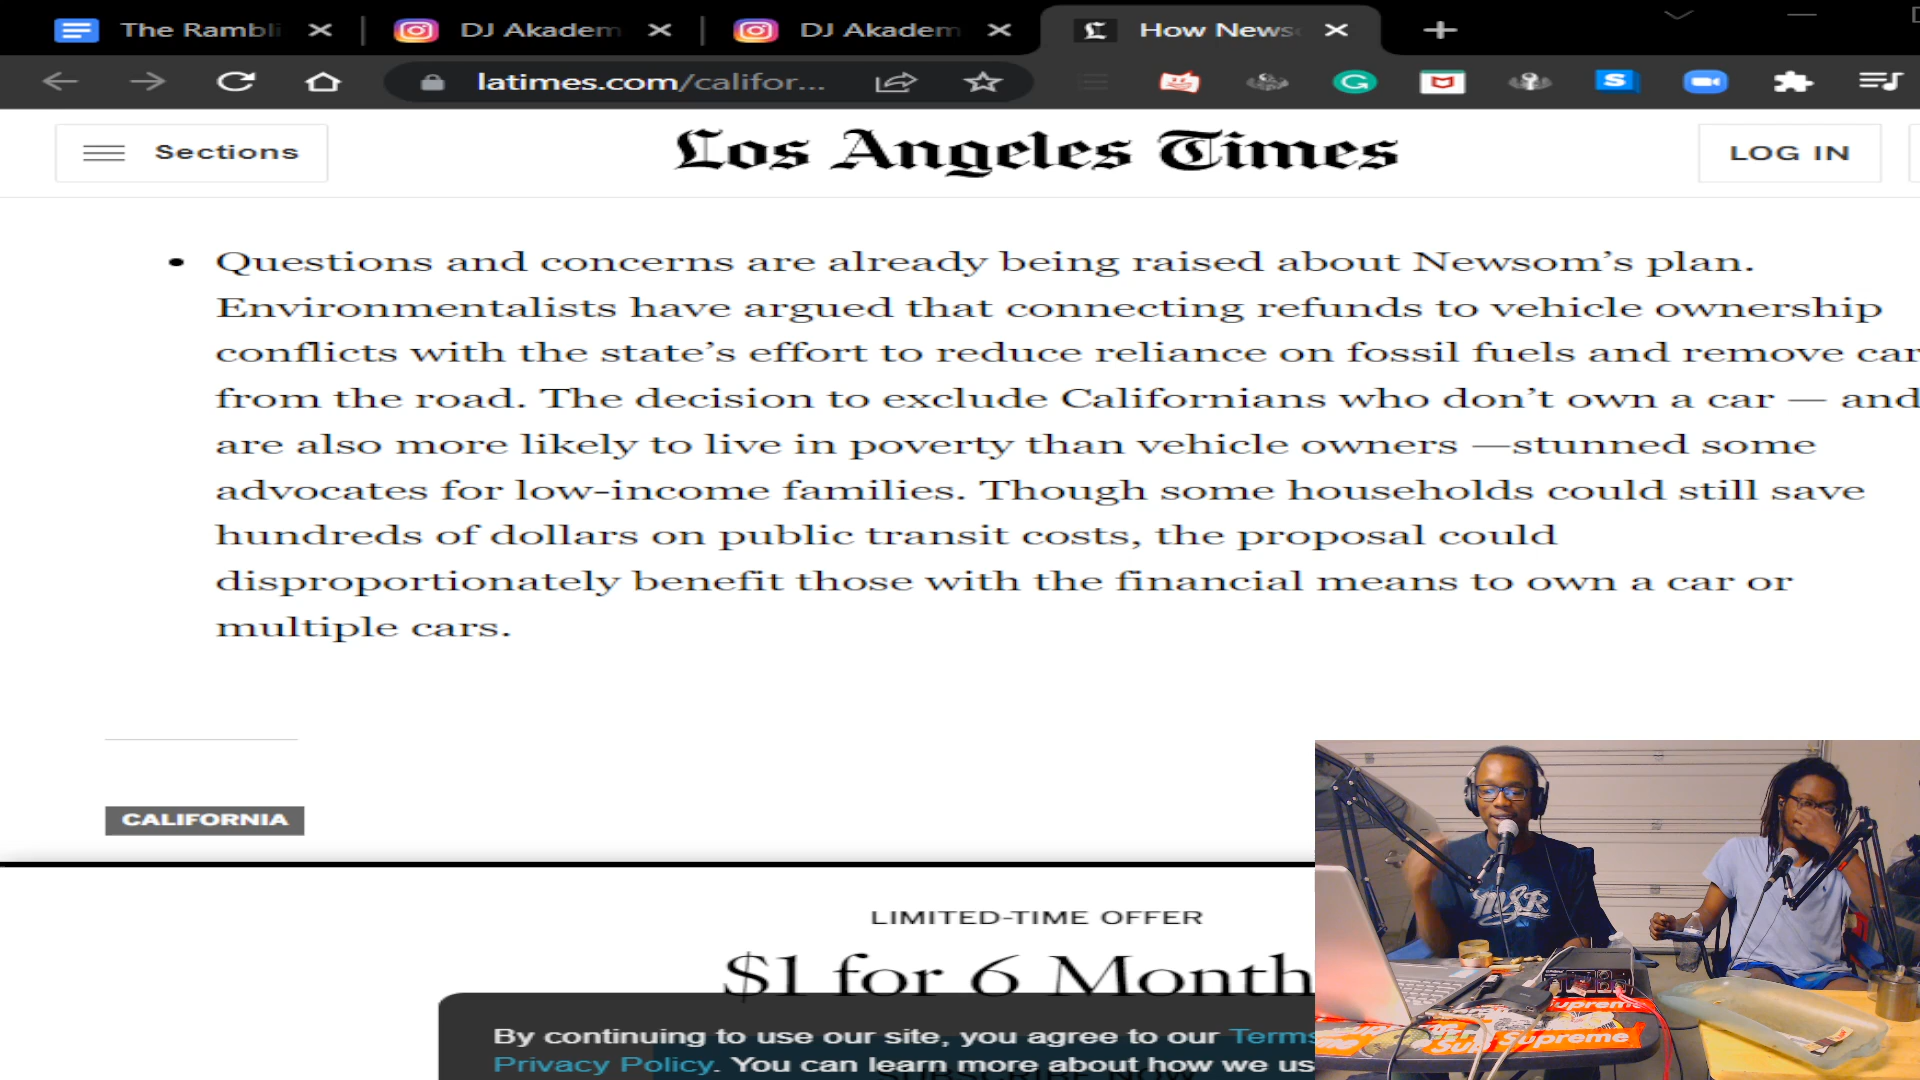 The Rambli
DJ Akadem
DJ Akadem
How News
latimes.com/califor...
Sections
Los Angeles Times
LOG IN
Questions and concerns are already being raised about Newsom’s plan.
Environmentalists have argued that connecting refunds to vehicle ownership
conflicts with the state’s effort to reduce reliance on fossil fuels and remove car
from the road. The decision to exclude Californians who don’t own a car — and
are also more likely to live in poverty than vehicle owners —stunned some
advocates for low-income families. Though some households could still save
hundreds of dollars on public transit costs, the proposal could
disproportionately benefit those with the financial means to own a car or
multiple cars.
CALIFORNIA
LIMITED-TIME OFFER
$1 for 6 Month
By continuing to use our site, you agree to our Terms
Privacy Policy. You can learn more about how we us
SUBSCRIBE NOW
M&R
Supreme
Supreme